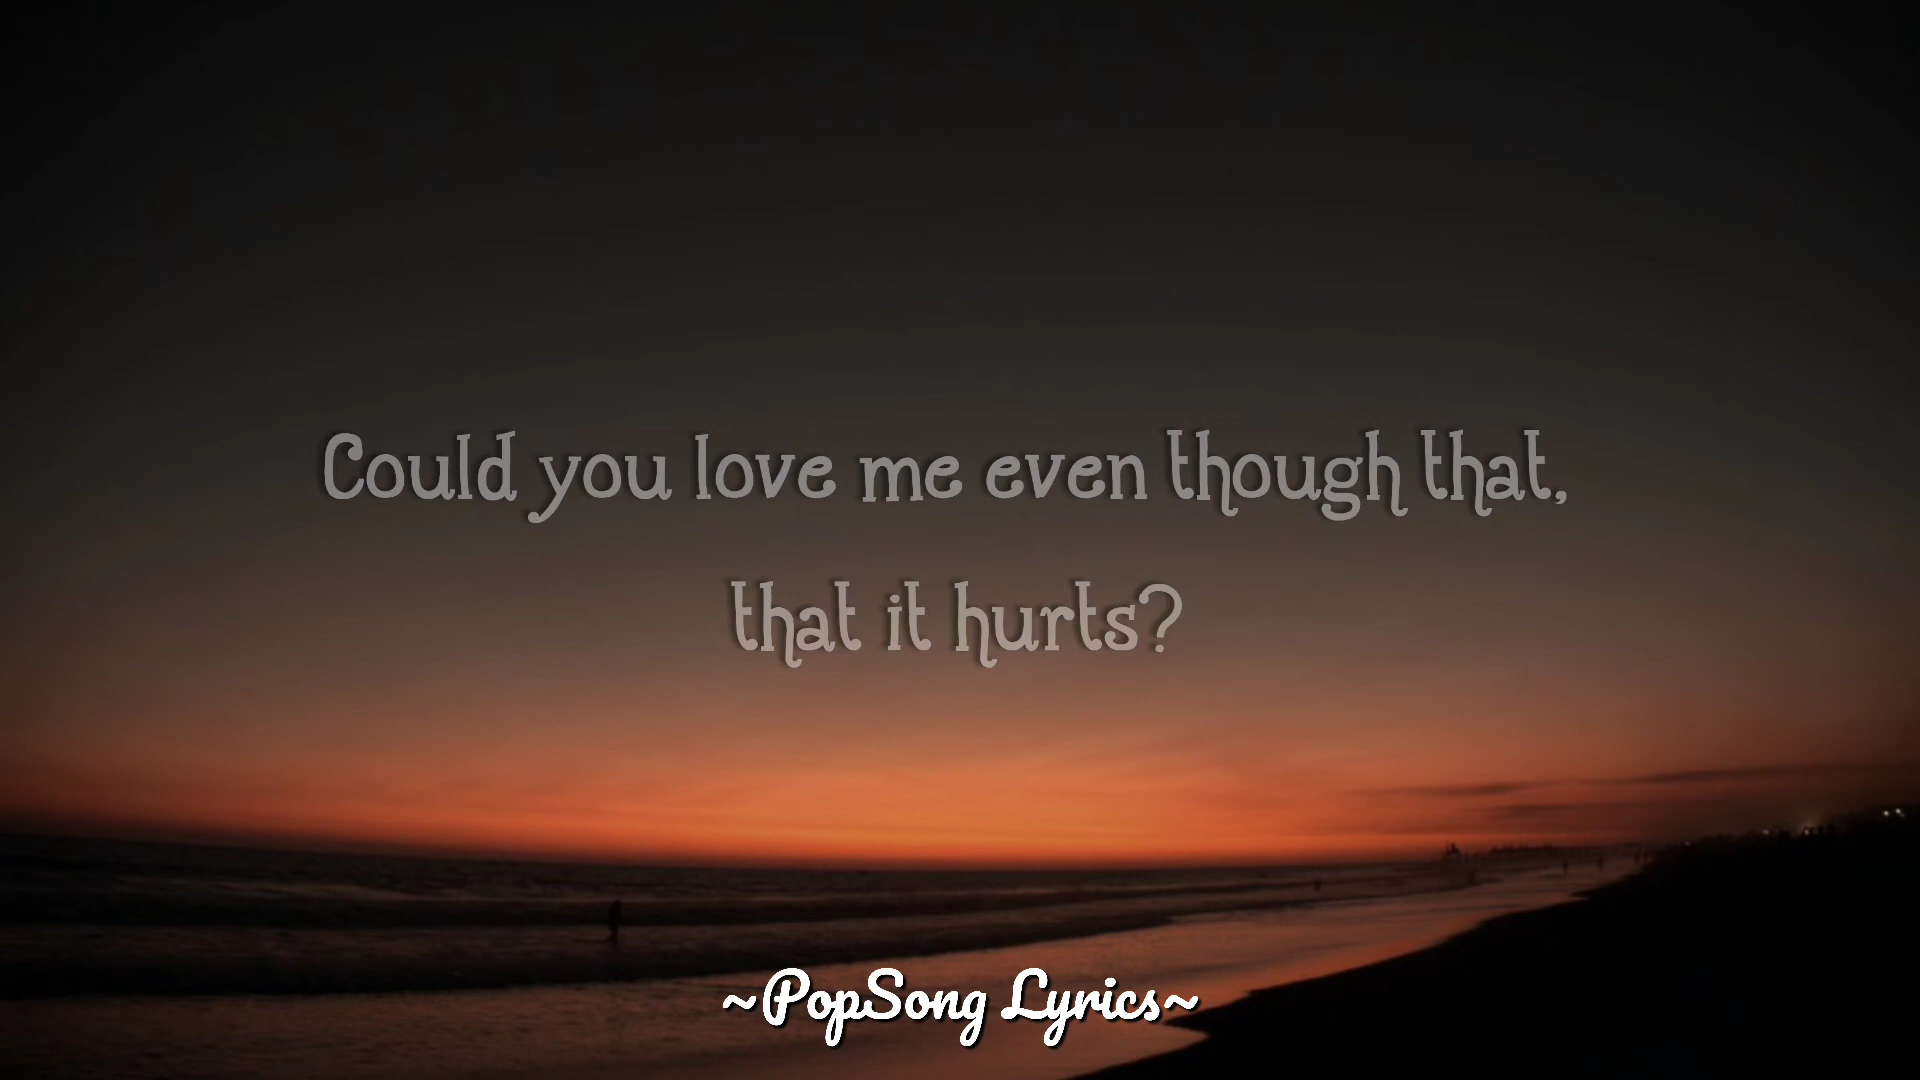 Could you love me even though that,
that it hurts?
~PopSong Lyrics~